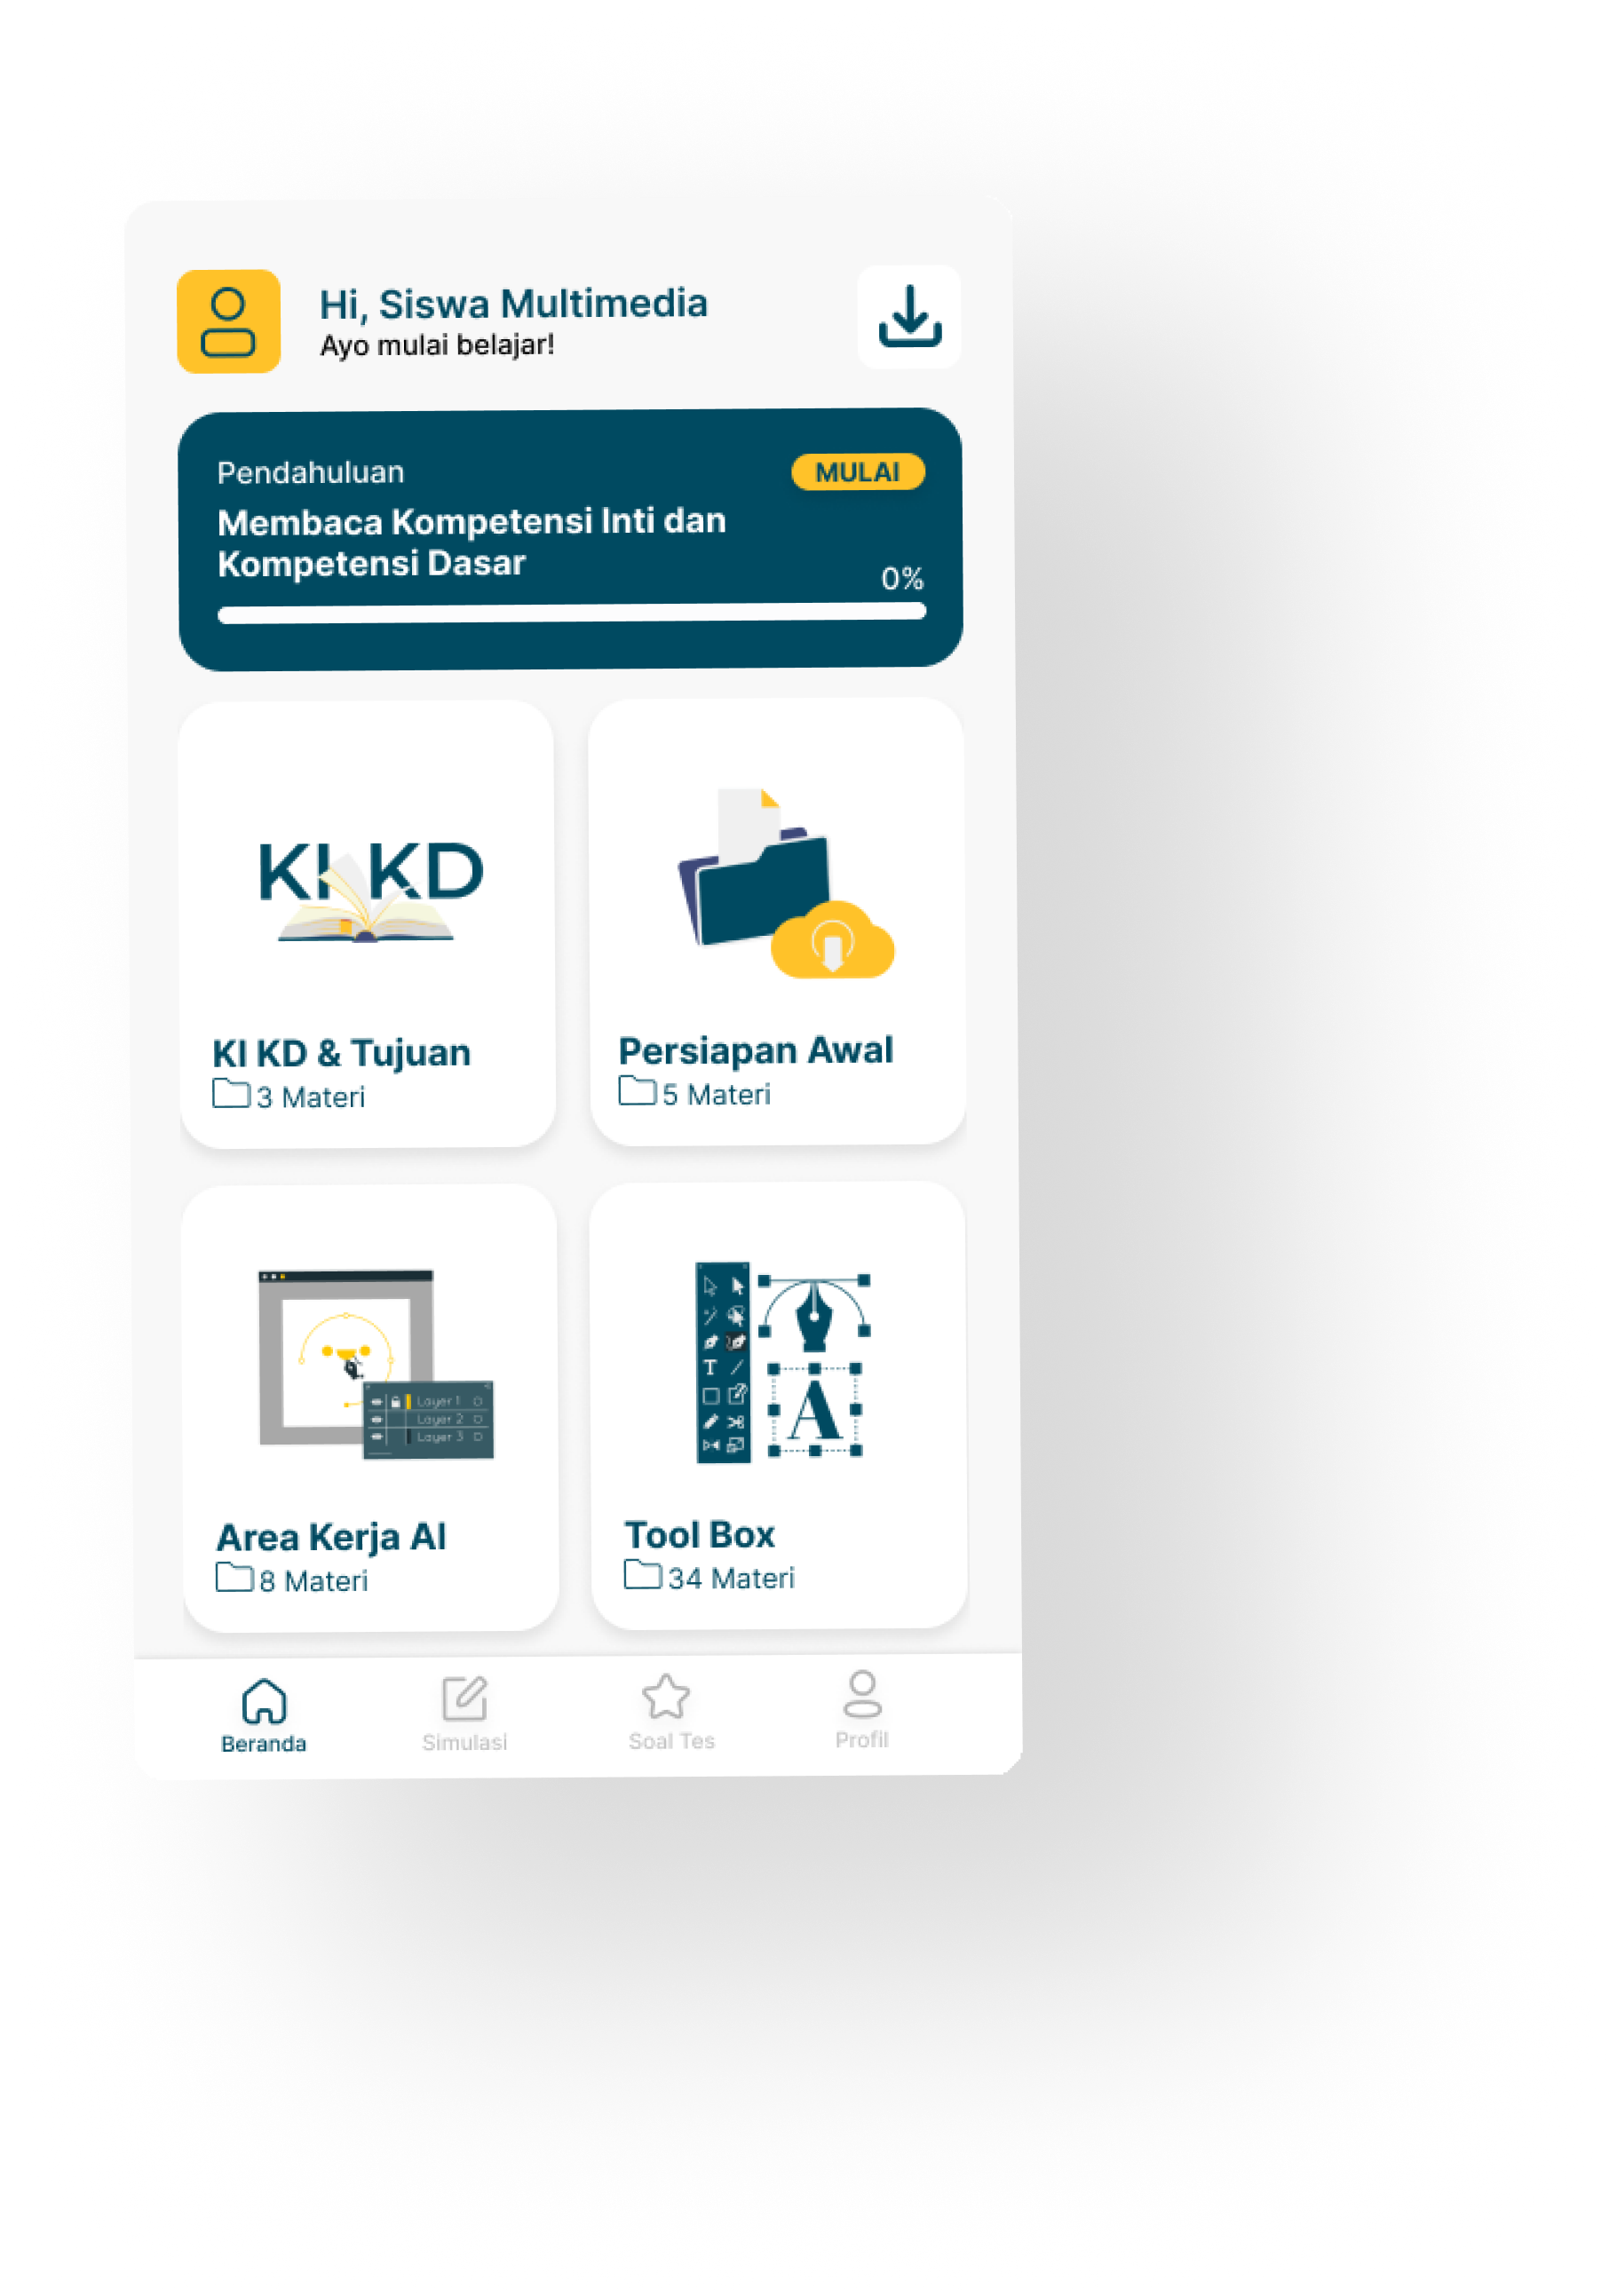 Hi, Siswa Multimedia
Ayo mulai belajar!
Pendahuluan
MULAI
Membaca Kompetensi Inti dan
Kompetensi Dasar
0%
KI KD
KI KD & Tujuan
3 Materi
Persiapan Awal
5 Materi
Layer 1
Layer 2
Layer 3
Area Kerja AI
8 Materi
T
A
Tool Box
34 Materi
Beranda
Simulasi
Soal Tes
Profil